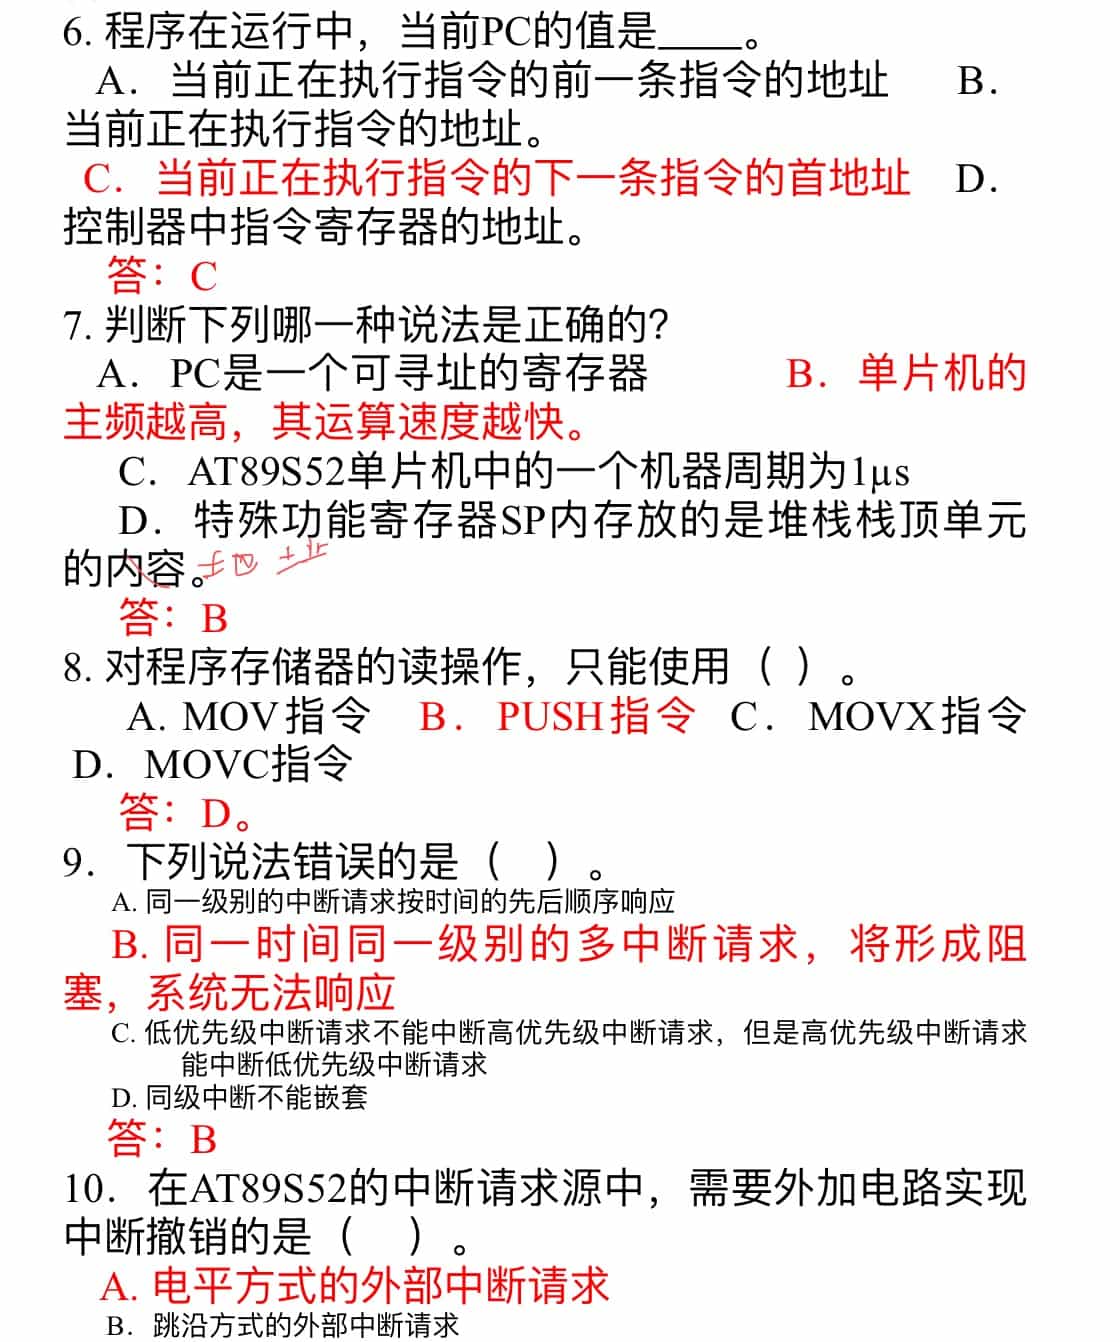 6. 程序在运行中，当前PC的值是____。
A．当前正在执行指令的前一条指令的地址 B．
当前正在执行指令的地址。
C．当前正在执行指令的下一条指令的首地址 D．
控制器中指令寄存器的地址。
答：C
7. 判断下列哪一种说法是正确的？
A．PC是一个可寻址的寄存器 B．单片机的
主频越高，其运算速度越快。
C．AT89S52单片机中的一个机器周期为1μs
D．特殊功能寄存器SP内存放的是堆栈栈顶单元
的内容。地址
答：B
8. 对程序存储器的读操作，只能使用（ ）。
A. MOV指令 B．PUSH指令 C．MOVX指令
D．MOVC指令
答：D。
9．下列说法错误的是（ ）。
A. 同一级别的中断请求按时间的先后顺序响应
B. 同一时间同一级别的多中断请求，将形成阻
塞，系统无法响应
C. 低优先级中断请求不能中断高优先级中断请求，但是高优先级中断请求
能中断低优先级中断请求
D. 同级中断不能嵌套
答：B
10．在AT89S52的中断请求源中，需要外加电路实现
中断撤销的是（ ）。
A. 电平方式的外部中断请求
B．跳沿方式的外部中断请求